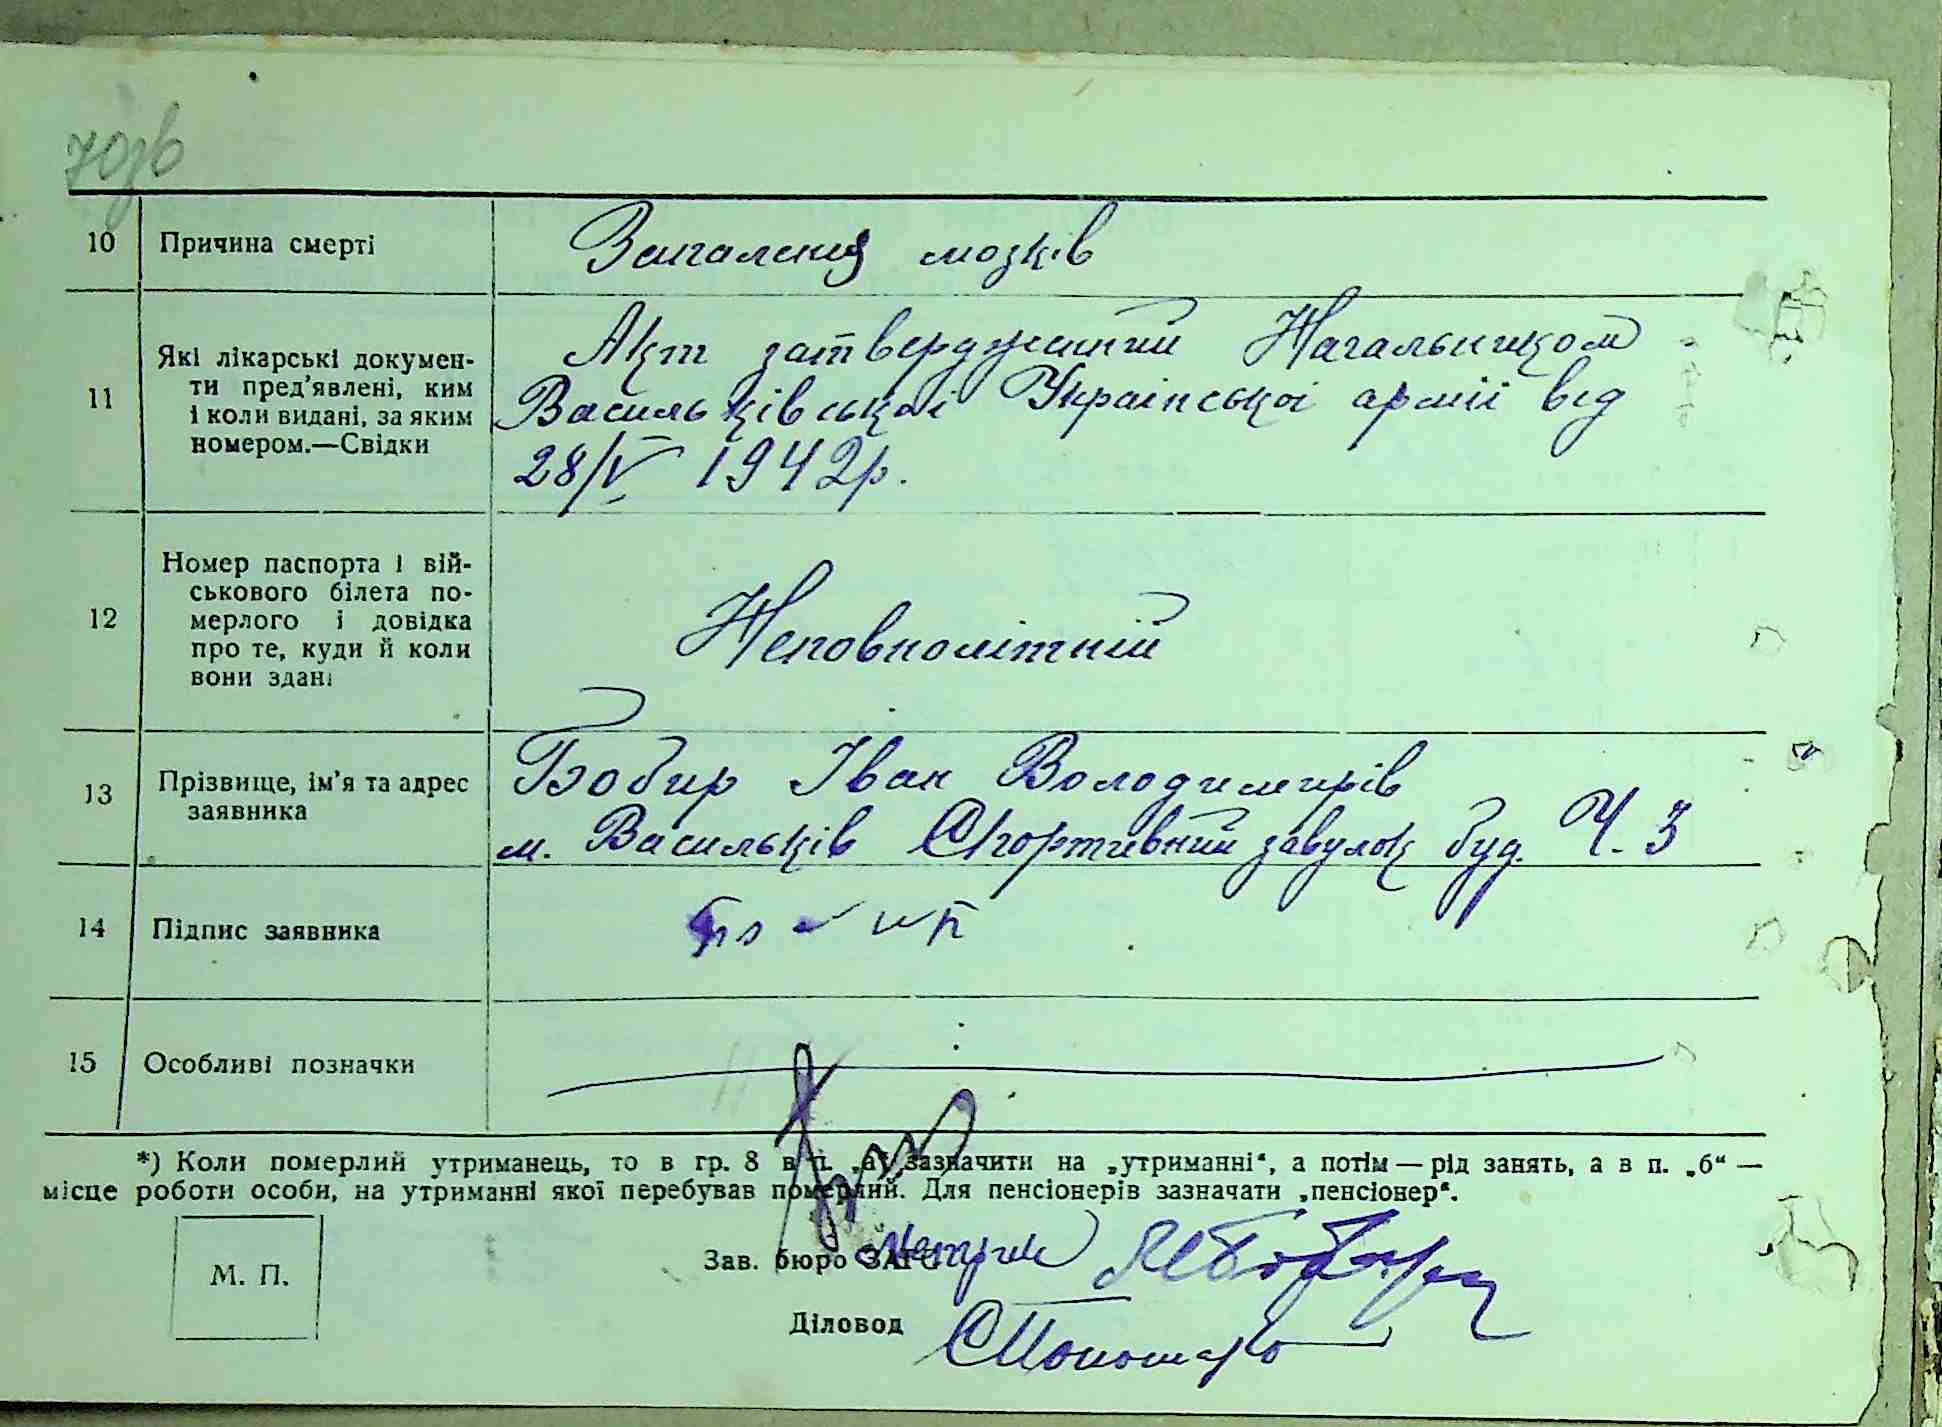 70зв
10 Причина смерті Запалення мозків
11 Які лікарські докумен-
ти пред'явлені, ким
і коли видані, за яким
номером.—Свідки
Акт затверджений Начальником
Васильківської Української армії від
28/V 1942р.
12 Номер паспорта і вій-
ськового білета по-
мерлого і довідка
про те, куди й коли
вони здані
Неповнолітній
13 Прізвище, ім'я та адрес
заявника
Бобир Іван Володимирів
м. Васильків Спортивний завулок буд. Ч. 3
14 Підпис заявника
15 Особливі позначки
*) Коли померлий утриманець, то в гр. 8 в п. „а" зазначити на „утриманні", а потім — рід занять, а в п. „б" —
місце роботи особи, на утриманні якої перебував померлий. Для пенсіонерів зазначати „пенсіонер".
М. П.
Зав. бюро ЗАГС метрик
Діловод